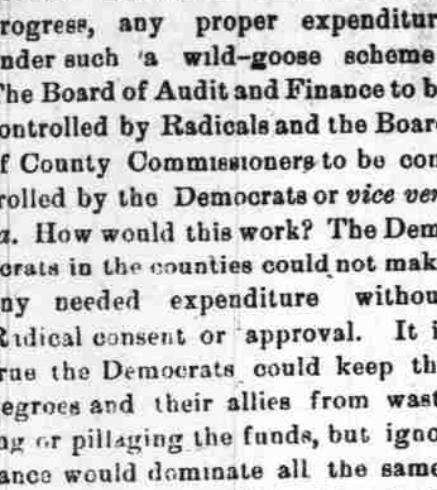 rogress, any proper expenditur
nder such a wild-goose scheme
The Board of Audit and Finance to b
ontrolled by Radicals and the Boar
f County Commissioners to be con
rolled by the Democrats or vice ver
a. How would this work? The Dem
ocrats in the counties could not mak
ny needed expenditure withou
Radical consent or approval. It i
rue the Democrats could keep th
egroes and their allies from wast
ng or pillaging the funds, but igno
ance would dominate all the same